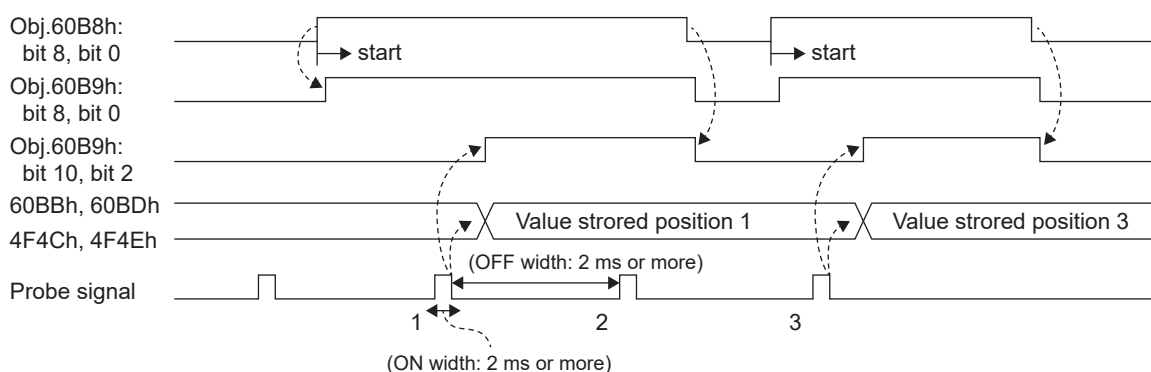 Obj.60B8h:
bit 8, bit 0
start
start
Obj.60B9h:
bit 8, bit 0
Obj.60B9h:
bit 10, bit 2
60BBh, 60BDh
4F4Ch, 4F4Eh
Value strored position 1
Value strored position 3
(OFF width: 2 ms or more)
Probe signal
1
2
3
(ON width: 2 ms or more)